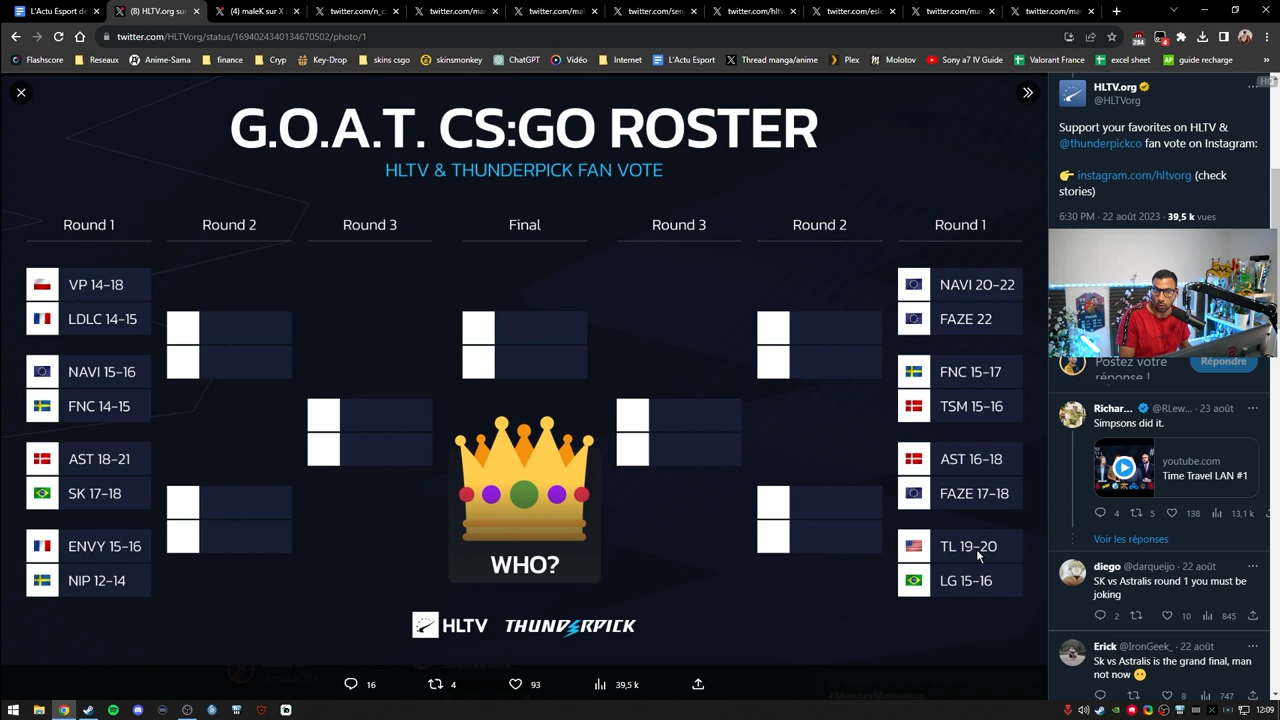 L'Actu Esport de
(8) HLTV.org sur
(4) maleK sur X
twitter.com/n_c
twitter.com/mar
twitter.com/mal
twitter.com/ser
twitter.com/hlt
twitter.com/esl
twitter.com/mar
twitter.com/mar
twitter.com/HLTVorg/status/1694024340134670502/photo/1
284
4
Flashscore
Reseaux
Anime-Sama
finance
Cryp
Key-Drop
skins csgo
skinsmonkey
ChatGPT
Vidéo
Internet
L'Actu Esport
Thread manga/anime
Plex
Molotov
Sony a7 IV Guide
Valorant France
excel sheet
guide recharge
G.O.A.T. CS:GO ROSTER
HLTV & THUNDERPICK FAN VOTE
Round 1
Round 2
Round 3
Final
Round 3
Round 2
Round 1
VP 14-18
LDLC 14-15
NAVI 15-16
FNC 14-15
AST 18-21
SK 17-18
ENVY 15-16
NIP 12-14
NAVI 20-22
FAZE 22
FNC 15-17
TSM 15-16
AST 16-18
FAZE 17-18
TL 19-20
LG 15-16
WHO?
HLTV THUNDERPICK
16
4
93
39,5 k
HLTV.org
@HLTVorg
Support your favorites on HLTV &
@thunderpickco fan vote on Instagram:
👉 instagram.com/hltvorg (check
stories)
6:30 PM · 22 août 2023 · 39,5 k vues
Postez votre
réponse !
Répondre
Richar... @RLew... · 23 août
Simpsons did it.
youtube.com
Time Travel LAN #1
4
5
138
13,1 k
Voir les réponses
diego @darqueijo · 22 août
SK vs Astralis round 1 you must be
joking
2
10
845
Erick @IronGeek_ · 22 août
Sk vs Astralis is the grand final, man
not now
8
747
12:09